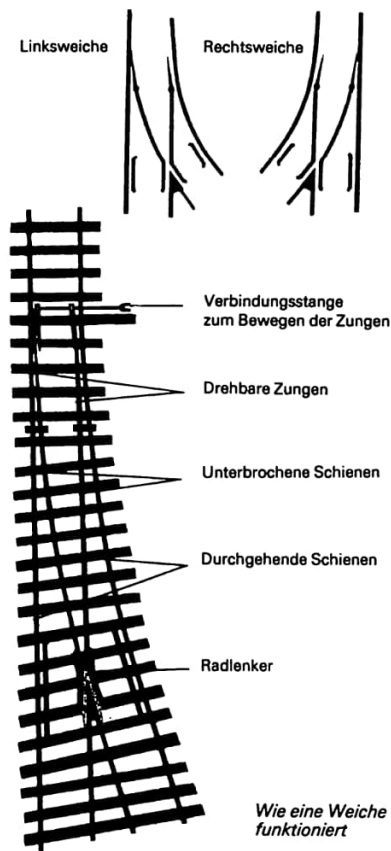 Linksweiche
Rechtsweiche
Verbindungsstange
zum Bewegen der Zungen
Drehbare Zungen
Unterbrochene Schienen
Durchgehende Schienen
Radlenker
Wie eine Weiche
funktioniert